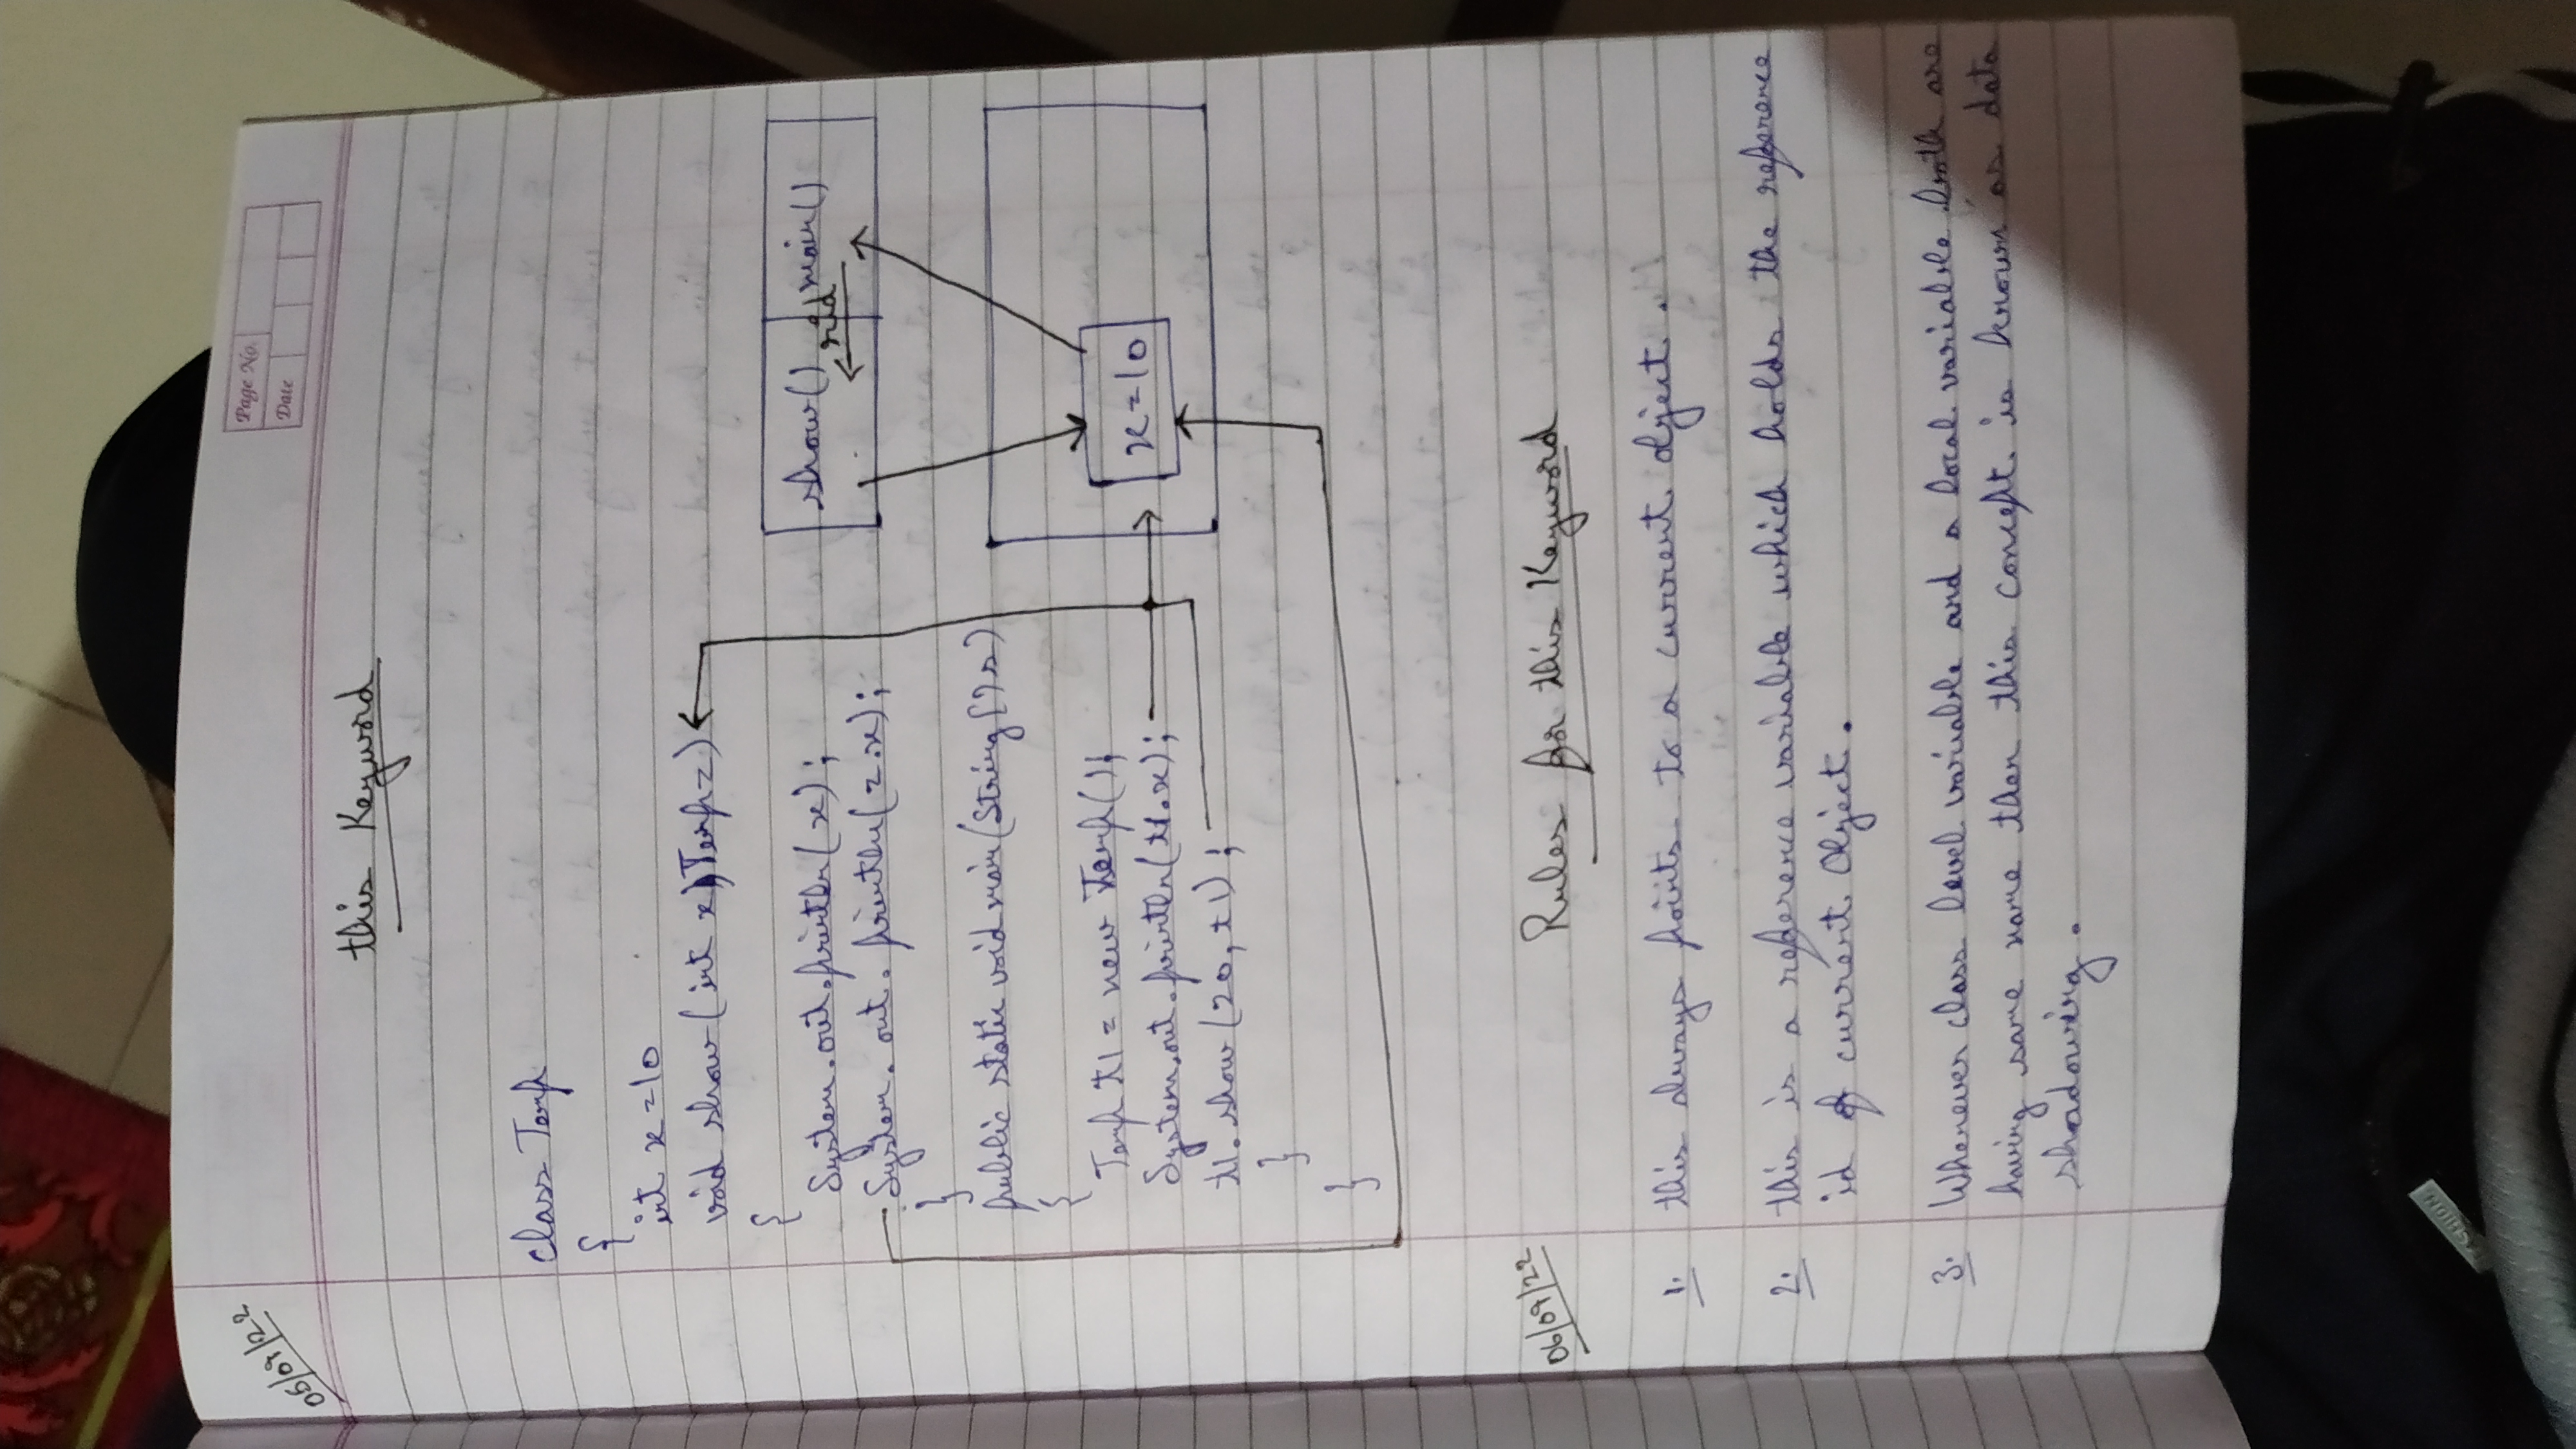 05/09/22
Page No.
Date
this Keyword
class Temp
{
int x = 10
void show(int x, Temp z)
{
System.out.println(x);
System.out.println(z.x);
}
public static void main(String[] s)
{
Temp t1 = new Temp();
System.out.println(t1.x);
t1.show(20, t1);
}
}
show() main()
rid
x = 10
06/09/22
Rules for this Keyword
1. this always points to a current object.
2. this is a reference variable which holds the reference
id of current Object.
3. Whenever class level variable and a local variable both are
having same name then this concept is known as data
shadowing.
FASHION